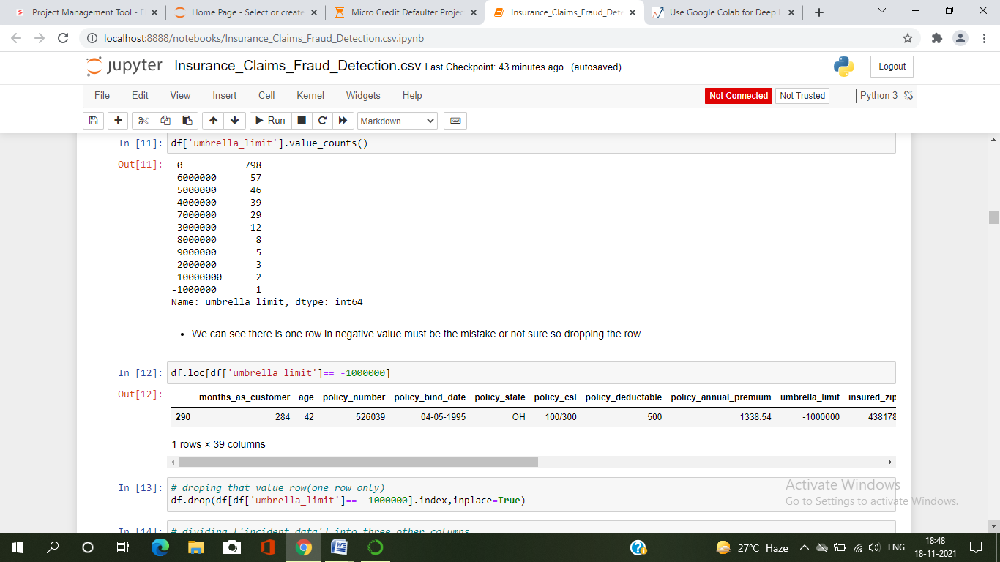 Project Management Tool - F
Home Page - Select or create
Micro Credit Defaulter Projec
Insurance_Claims_Fraud_Dete
Use Google Colab for Deep L
localhost:8888/notebooks/Insurance_Claims_Fraud_Detection.csv.ipynb
jupyter Insurance_Claims_Fraud_Detection.csv Last Checkpoint: 43 minutes ago (autosaved)
Logout
File Edit View Insert Cell Kernel Widgets Help
Not Connected Not Trusted Python 3
Run Markdown
In [11]: df['umbrella_limit'].value_counts()
Out[11]: 0 798
6000000 57
5000000 46
4000000 39
7000000 29
3000000 12
8000000 8
9000000 5
2000000 3
10000000 2
-1000000 1
Name: umbrella_limit, dtype: int64
• We can see there is one row in negative value must be the mistake or not sure so dropping the row
In [12]: df.loc[df['umbrella_limit']== -1000000]
Out[12]: months_as_customer age policy_number policy_bind_date policy_state policy_csl policy_deductable policy_annual_premium umbrella_limit insured_zip
290 284 42 526039 04-05-1995 OH 100/300 500 1338.54 -1000000 438178
1 rows × 39 columns
In [13]: # droping that value row(one row only)
df.drop(df[df['umbrella_limit']== -1000000].index,inplace=True)
Activate Windows
Go to Settings to activate Windows.
In [14]: # dividing ['incident_data'] into three other columns
27°C Haze ENG 18:48
18-11-2021